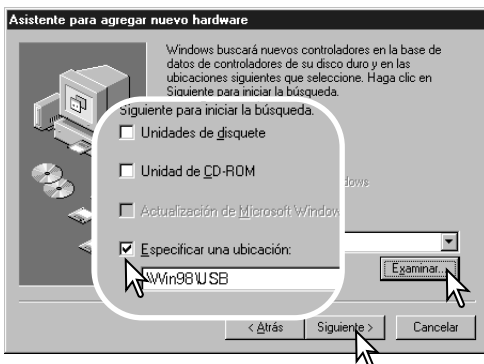 Asistente para agregar nuevo hardware
Windows buscará nuevos controladores en la base de
datos de controladores de su disco duro y en las
ubicaciones siguientes que seleccione. Haga clic en
Siguiente para iniciar la búsqueda.
Siguiente para iniciar la búsqueda.
Unidades de disquete
Unidad de CD-ROM
dows
Actualización de Microsoft Window
Especificar una ubicación:
\Win98\USB
Examinar...
< Atrás
Siguiente >
Cancelar